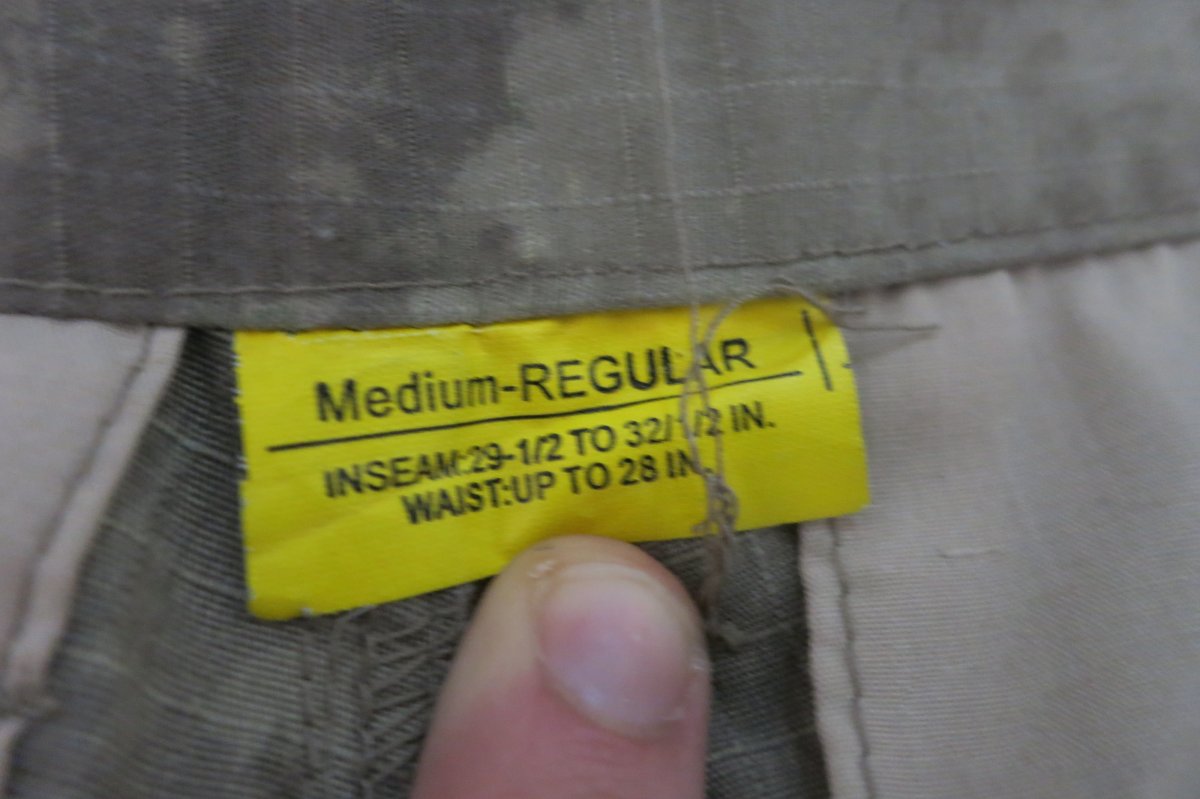 Medium-REGULAR
INSEAM:29-1/2 TO 32/1/2 IN.
WAIST:UP TO 28 IN.